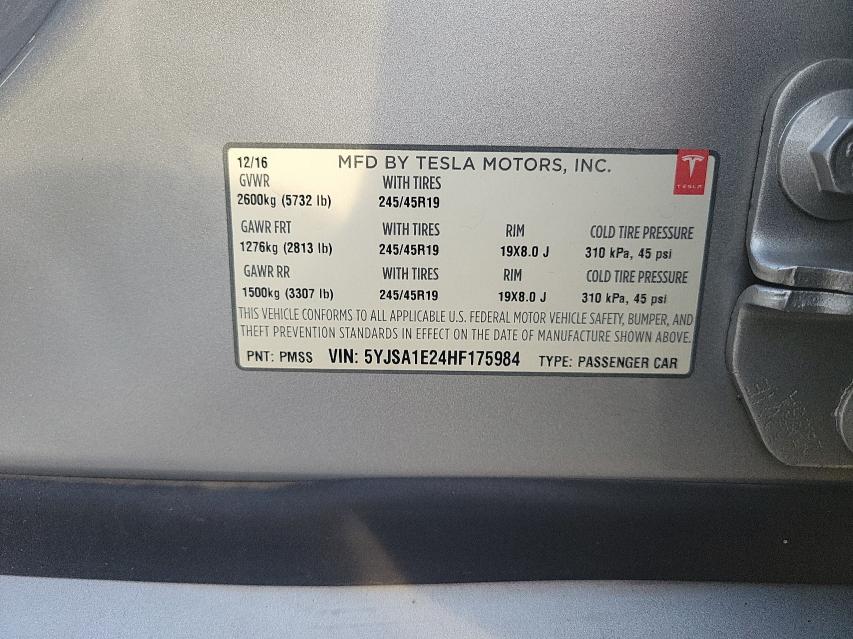 12/16 MFD BY TESLA MOTORS, INC.
TESLA
GVWR WITH TIRES
2600kg (5732 lb) 245/45R19
GAWR FRT WITH TIRES RIM COLD TIRE PRESSURE
1276kg (2813 lb) 245/45R19 19X8.0 J 310 kPa, 45 psi
GAWR RR WITH TIRES RIM COLD TIRE PRESSURE
1500kg (3307 lb) 245/45R19 19X8.0 J 310 kPa, 45 psi
THIS VEHICLE CONFORMS TO ALL APPLICABLE U.S. FEDERAL MOTOR VEHICLE SAFETY, BUMPER, AND
THEFT PREVENTION STANDARDS IN EFFECT ON THE DATE OF MANUFACTURE SHOWN ABOVE.
PNT: PMSS VIN: 5YJSA1E24HF175984 TYPE: PASSENGER CAR